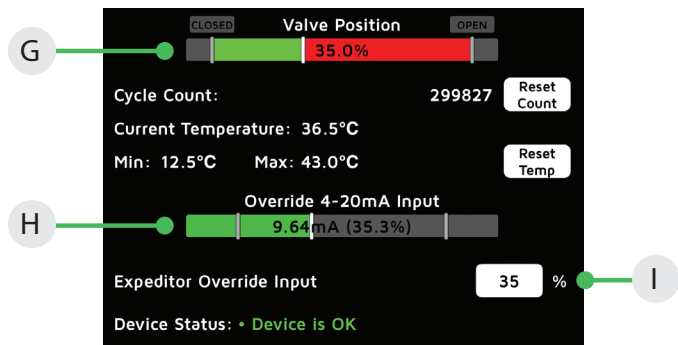 CLOSED Valve Position OPEN
G 35.0%
Cycle Count: 299827 Reset Count
Current Temperature: 36.5°C
Min: 12.5°C Max: 43.0°C Reset Temp
Override 4-20mA Input
H 9.64mA (35.3%)
Expeditor Override Input 35 % I
Device Status: • Device is OK